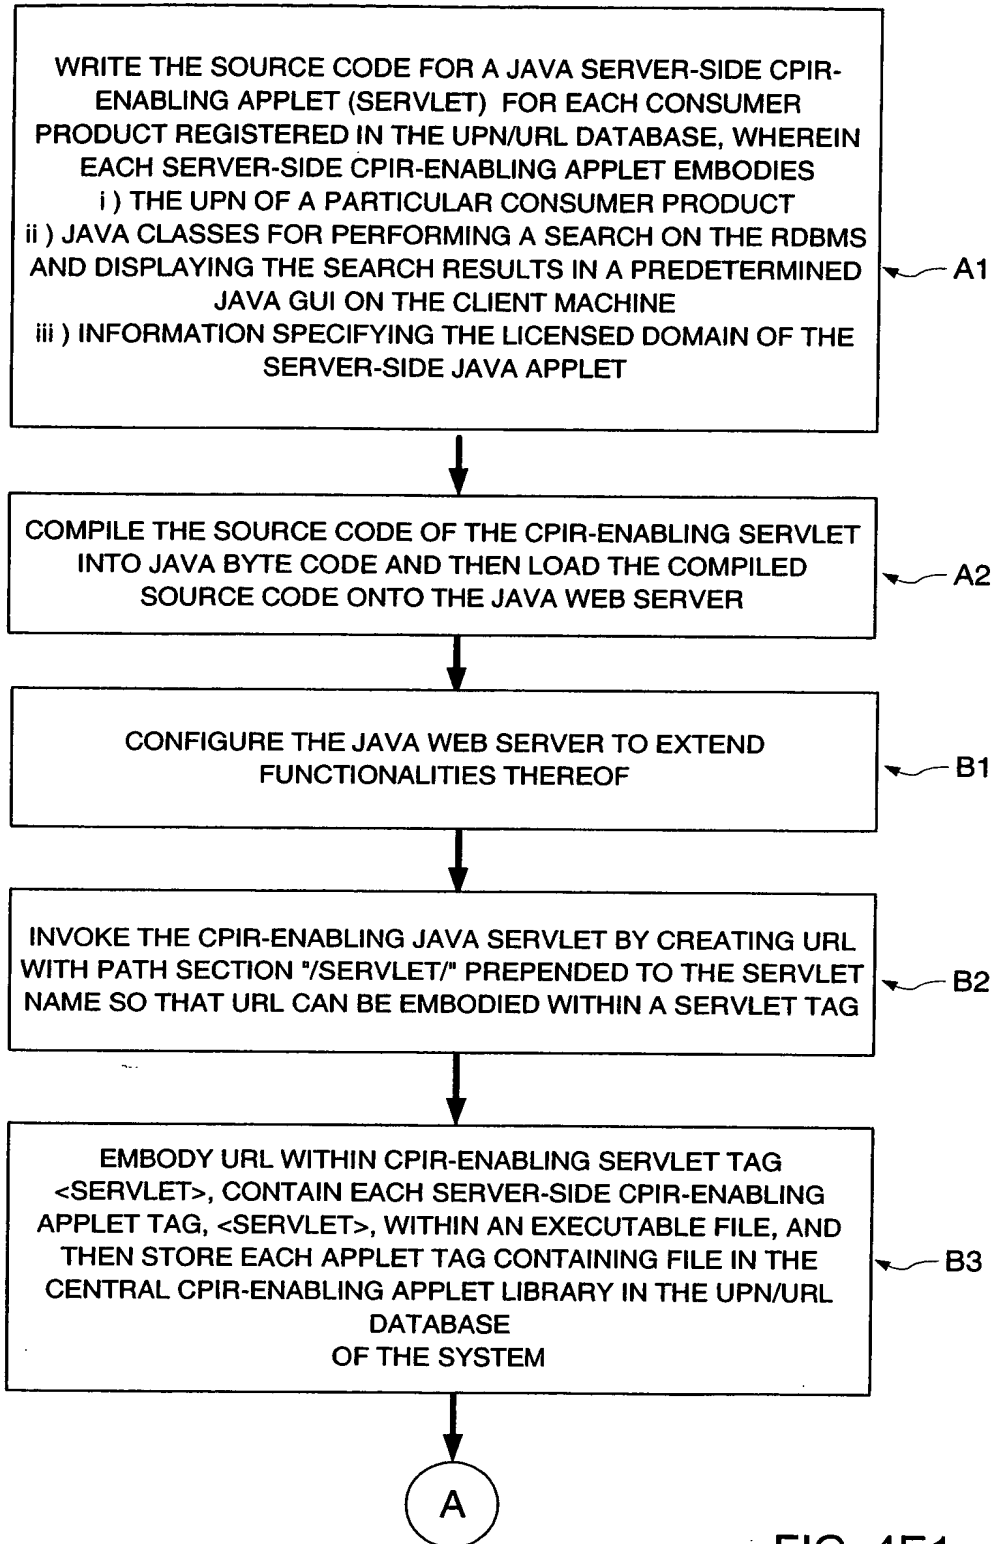 WRITE THE SOURCE CODE FOR A JAVA SERVER-SIDE CPIR-
ENABLING APPLET (SERVLET) FOR EACH CONSUMER
PRODUCT REGISTERED IN THE UPN/URL DATABASE, WHEREIN
EACH SERVER-SIDE CPIR-ENABLING APPLET EMBODIES
i ) THE UPN OF A PARTICULAR CONSUMER PRODUCT
ii ) JAVA CLASSES FOR PERFORMING A SEARCH ON THE RDBMS
AND DISPLAYING THE SEARCH RESULTS IN A PREDETERMINED
JAVA GUI ON THE CLIENT MACHINE
iii ) INFORMATION SPECIFYING THE LICENSED DOMAIN OF THE
SERVER-SIDE JAVA APPLET
A1
COMPILE THE SOURCE CODE OF THE CPIR-ENABLING SERVLET
INTO JAVA BYTE CODE AND THEN LOAD THE COMPILED
SOURCE CODE ONTO THE JAVA WEB SERVER
A2
CONFIGURE THE JAVA WEB SERVER TO EXTEND
FUNCTIONALITIES THEREOF
B1
INVOKE THE CPIR-ENABLING JAVA SERVLET BY CREATING URL
WITH PATH SECTION "/SERVLET/" PREPENDED TO THE SERVLET
NAME SO THAT URL CAN BE EMBODIED WITHIN A SERVLET TAG
B2
EMBODY URL WITHIN CPIR-ENABLING SERVLET TAG
<SERVLET>, CONTAIN EACH SERVER-SIDE CPIR-ENABLING
APPLET TAG, <SERVLET>, WITHIN AN EXECUTABLE FILE, AND
THEN STORE EACH APPLET TAG CONTAINING FILE IN THE
CENTRAL CPIR-ENABLING APPLET LIBRARY IN THE UPN/URL
DATABASE
OF THE SYSTEM
B3
A
FIG. 4E1